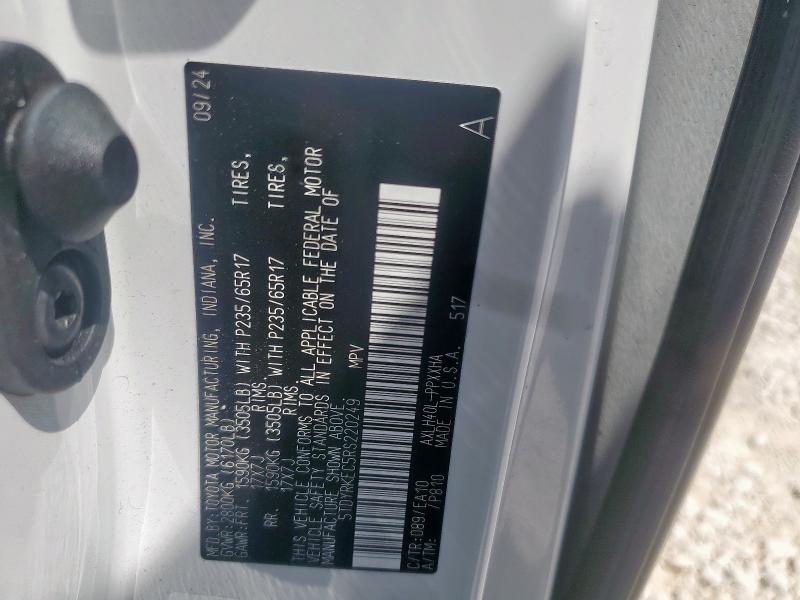 MFD.BY:TOYOTA MOTOR MANUFACTURING, INDIANA, INC. 09/24
GVWR:2800KG (6170LB)
GAWR:FRT. 1590KG (3505LB) WITH P235/65R17 TIRES,
17X7J RIMS.
RR. 1590KG (3505LB) WITH P235/65R17 TIRES,
17X7J RIMS.
THIS VEHICLE CONFORMS TO ALL APPLICABLE FEDERAL MOTOR
VEHICLE SAFETY STANDARDS IN EFFECT ON THE DATE OF
MANUFACTURE SHOWN ABOVE.
5TDYRKEC5RS220249 MPV
C/TR:089/EA10 AXLH40L-PPXXHA
A/TM: /P810 MADE IN U.S.A. 517
A